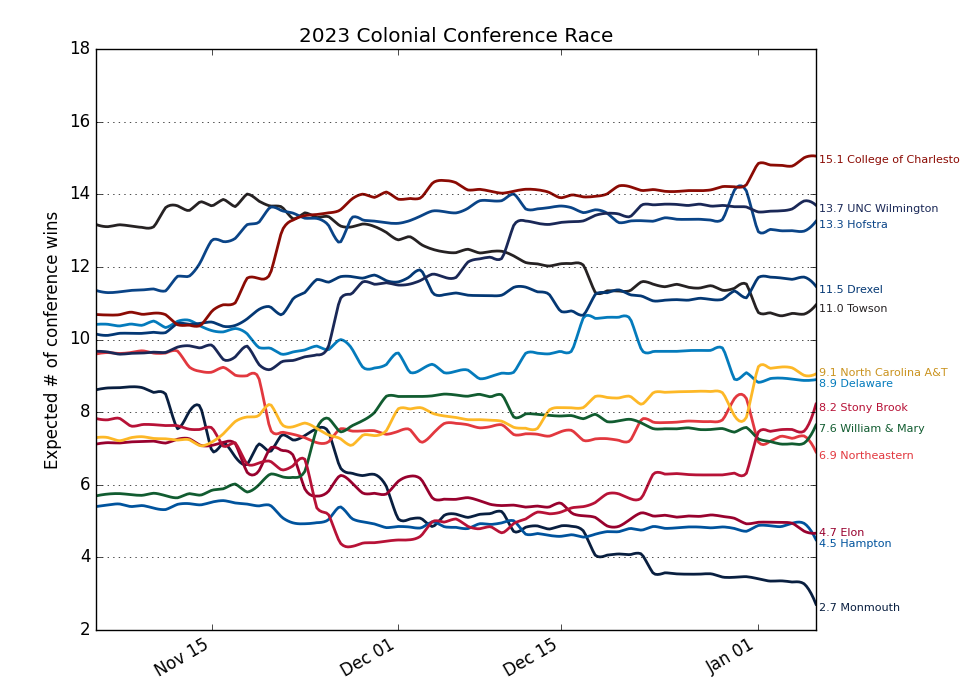 2023 Colonial Conference Race
Expected # of conference wins
18
16
14
12
10
8
6
4
2
Nov 15
Dec 01
Dec 15
Jan 01
15.1 College of Charlesto
13.7 UNC Wilmington
13.3 Hofstra
11.5 Drexel
11.0 Towson
9.1 North Carolina A&T
8.9 Delaware
8.2 Stony Brook
7.6 William & Mary
6.9 Northeastern
4.7 Elon
4.5 Hampton
2.7 Monmouth